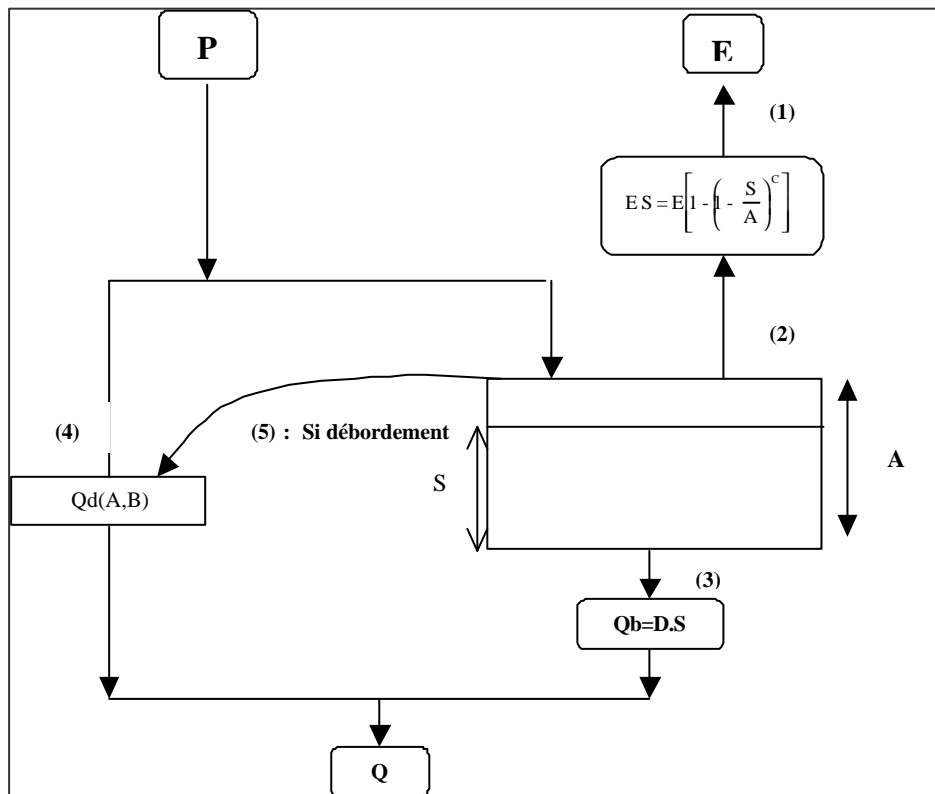 P
E
(1)
E S = E[1 - (1 - S/A)^C]
(2)
(4)
(5) : Si débordement
S
A
Qd(A,B)
(3)
Qb=D.S
Q